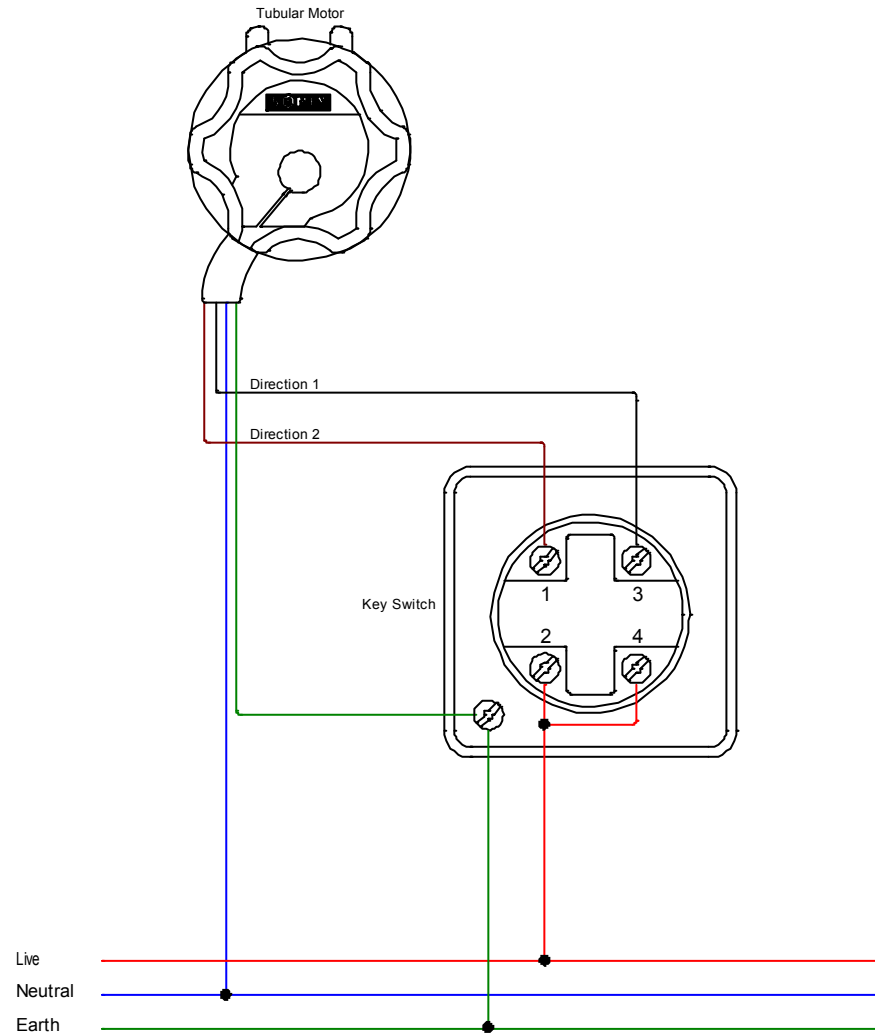 Tubular Motor
Direction 1
Direction 2
Key Switch
1 3
2 4
Live
Neutral
Earth